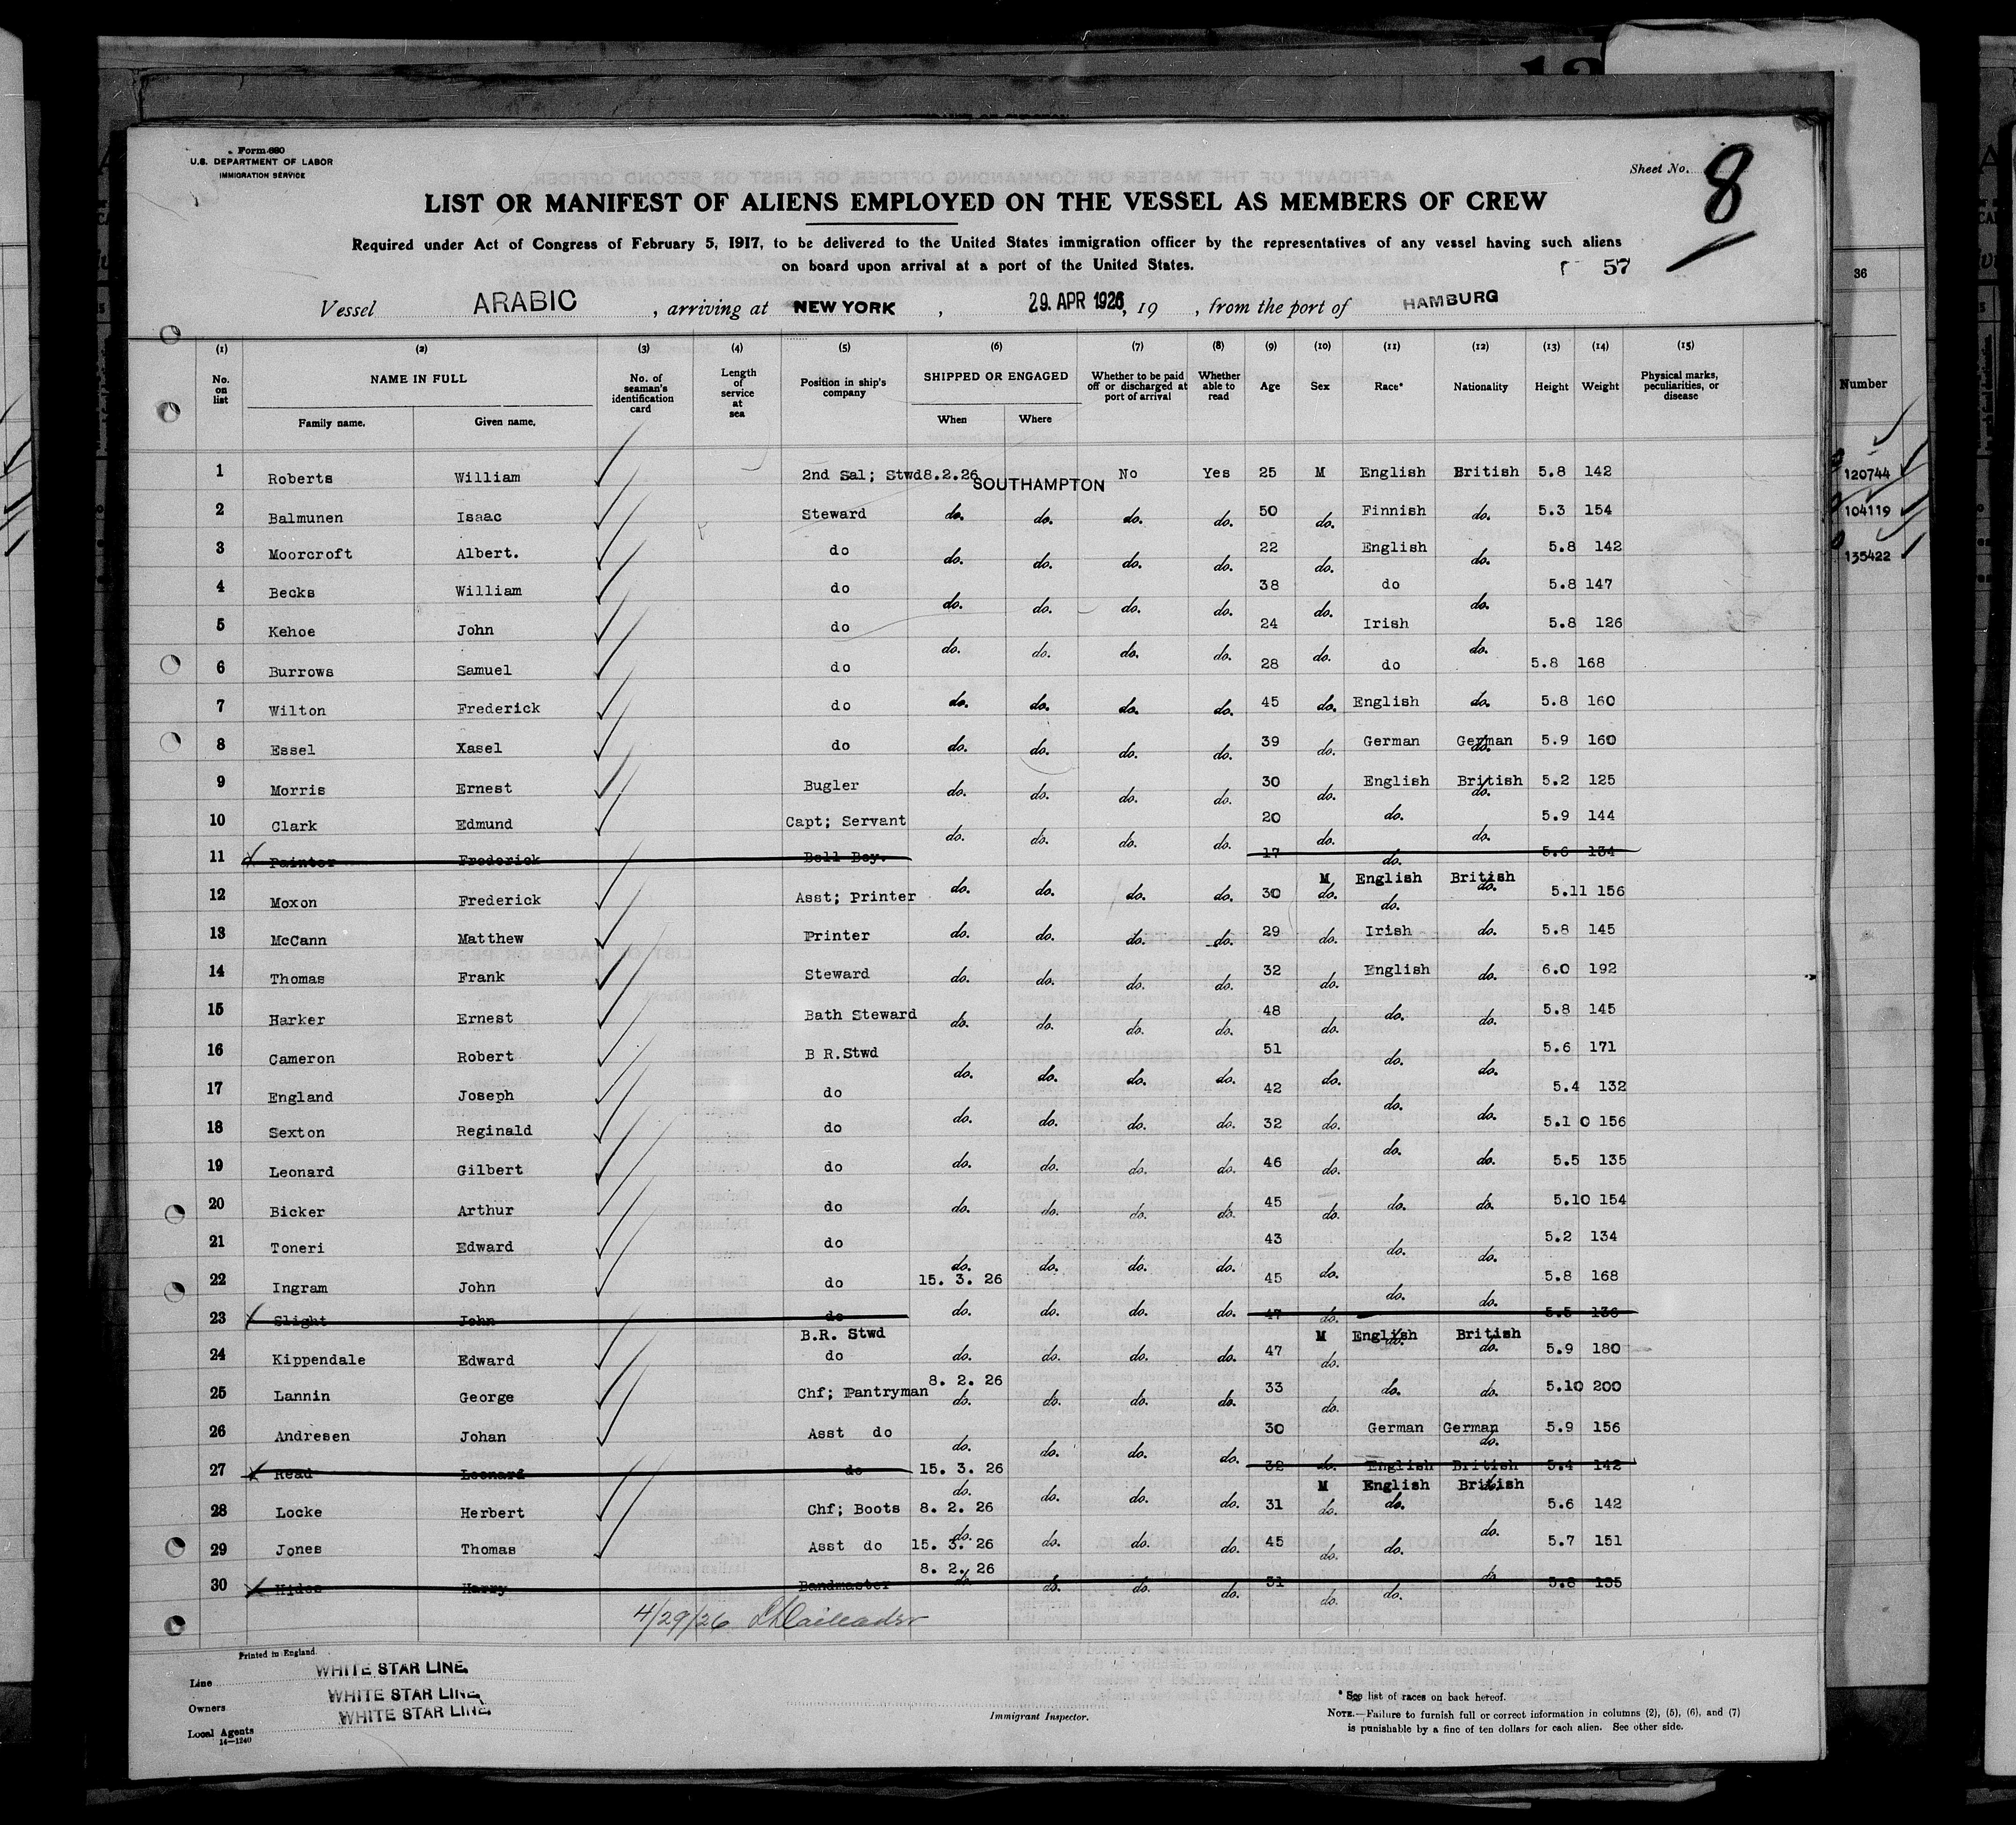 Form 680
U.S. DEPARTMENT OF LABOR
IMMIGRATION SERVICE
Sheet No. 8
LIST OR MANIFEST OF ALIENS EMPLOYED ON THE VESSEL AS MEMBERS OF CREW
Required under Act of Congress of February 5, 1917, to be delivered to the United States immigration officer by the representatives of any vessel having such aliens
on board upon arrival at a port of the United States.
57
Vessel ARABIC, arriving at NEW YORK, 29. APR 1926, 19 , from the port of HAMBURG
(1) (2) (3) (4) (5) (6) (7) (8) (9) (10) (11) (12) (13) (14) (15)
No. on list NAME IN FULL Family name. Given name. No. of seaman's identification card Length of service at sea Position in ship's company SHIPPED OR ENGAGED When Where Whether to be paid off or discharged at port of arrival Whether able to read Age Sex Race* Nationality Height Weight Physical marks, peculiarities, or disease
1 Roberts William 2nd Sal; Stwd 8.2.26 SOUTHAMPTON No Yes 25 M English British 5.8 142
2 Balmunen Isaac Steward do. do. do. do. 50 do. Finnish do. 5.3 154
3 Moorcroft Albert. do do. do. do. do. 22 do. English do. 5.8 142
4 Becks William do do. do. do. do. 38 do. do do. 5.8 147
5 Kehoe John do do. do. do. do. 24 do. Irish do. 5.8 126
6 Burrows Samuel do 28 do 5.8 168
7 Wilton Frederick do do. do. do. do. 45 do. English do. 5.8 160
8 Essel Xasel do do. do. do. do. 39 do. German German do. 5.9 160
9 Morris Ernest Bugler do. do. do. do. 30 do. English British do. 5.2 125
10 Clark Edmund Capt; Servant do. do. do. do. 20 do. do. do. 5.9 144
11 Painter Frederick Bell Boy. 17 do. 5.6 134
M English British
12 Moxon Frederick Asst; Printer do. do. do. do. 30 do. do. do. 5.11 156
13 McCann Matthew Printer do. do. do. do. 29 do. Irish do. 5.8 145
14 Thomas Frank Steward do. do. do. do. 32 do. English do. 6.0 192
15 Harker Ernest Bath Steward do. do. do. do. 48 do. do. do. 5.8 145
16 Cameron Robert B R.Stwd do. do. do. do. 51 do. do. do. 5.6 171
17 England Joseph do do. do. do. do. 42 do. do. do. 5.4 132
18 Sexton Reginald do do. do. do. do. 32 do. do. do. 5.1 0 156
19 Leonard Gilbert do do. do. do. do. 46 do. 5.5 135
20 Bicker Arthur do do. do. do. do. 45 do. do. do. 5.10 154
21 Toneri Edward do do. do. do. do. 43 do. do. do. 5.2 134
22 Ingram John do 15. 3. 26 45 do. do. 5.8 168
23 Slight John do do. do. do. do. 47 do. 5.5 136
B.R. Stwd M English British
24 Kippendale Edward do do. do. do. do. 47 do. do. do. 5.9 180
8. 2. 26
25 Lannin George Chf; Pantryman do. do. do. do. 33 do. do. do. 5.10 200
26 Andresen Johan Asst do do. do. do. do. 30 German German do. 5.9 156
27 Read Leonard do 15. 3. 26 32 do. English British 5.4 142
do. do. do. M English British
28 Locke Herbert Chf; Boots 8. 2. 26 do. 31 do. do. 5.6 142
do. do.
29 Jones Thomas Asst do 15. 3. 26 do. do. do. 45 do. do. 5.7 151
8. 2. 26
30 Hides Harry Bandmaster do. do. do. do. 31 do. do. do. 5.8 135
4/29/26
Printed in England.
Line WHITE STAR LINE.
Owners WHITE STAR LINE.
Local Agents WHITE STAR LINE.
14—1240
Immigrant Inspector.
* See list of races on back hereof.
NOTE.—Failure to furnish full or correct information in columns (2), (5), (6), and (7)
is punishable by a fine of ten dollars for each alien. See other side.
36
Number
120744
104119
135422